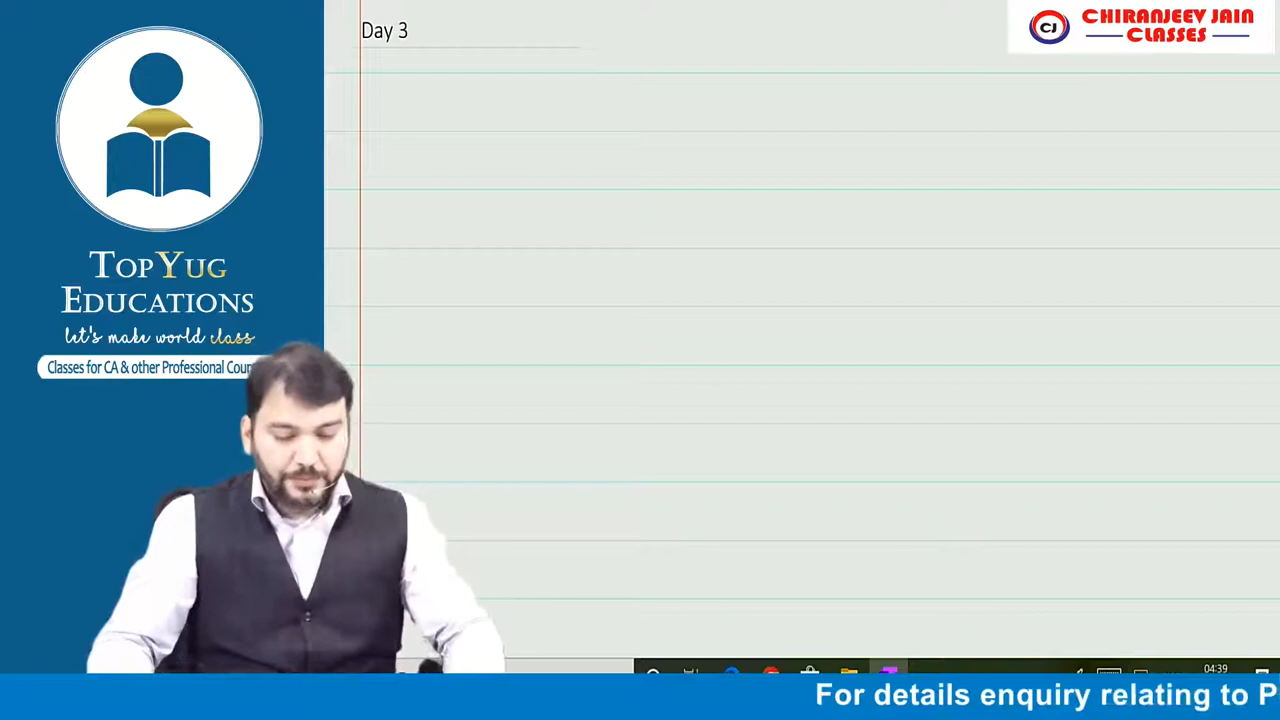 Day 3
CJ
CHIRANJEEV JAIN
CLASSES
TOPYUG
EDUCATIONS
let's make world class
Classes for CA & other Professional Cour
04:39
For details enquiry relating to P